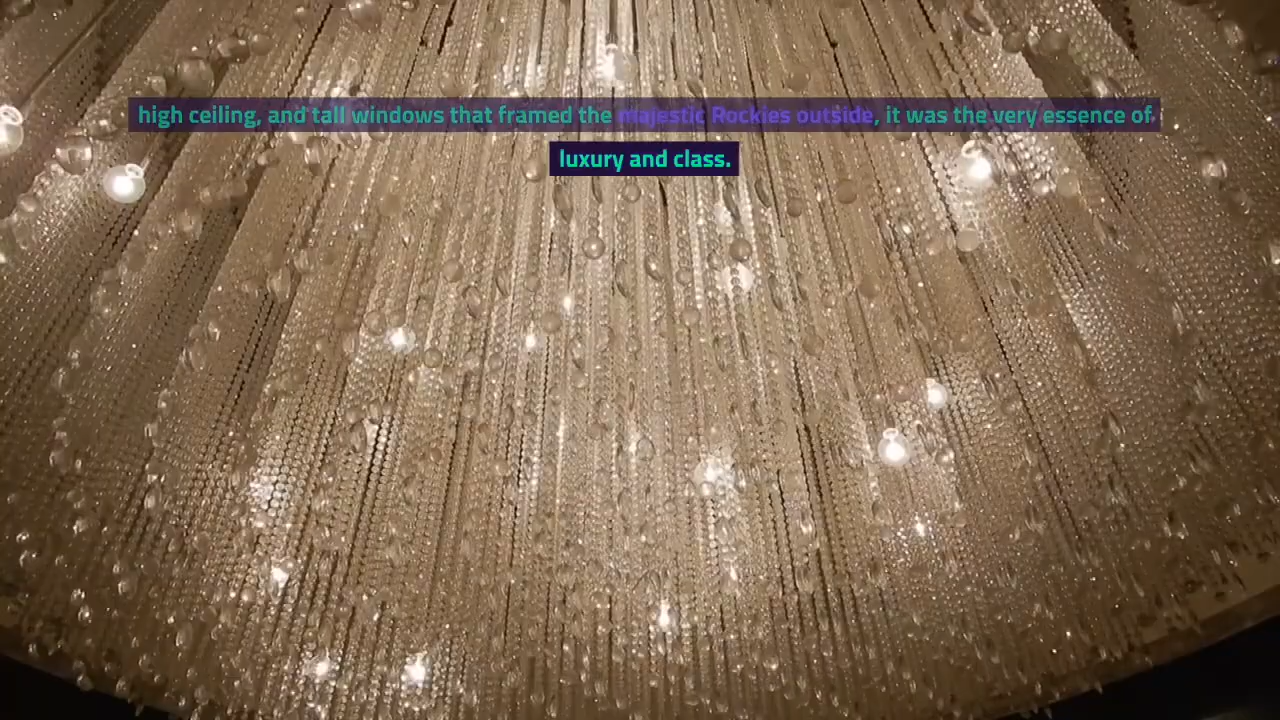 high ceiling, and tall windows that framed the majestic Rockies outside, it was the very essence of
luxury and class.